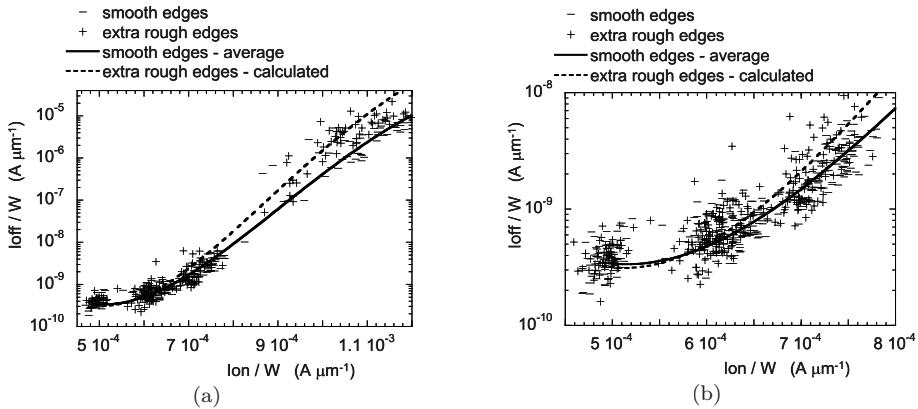 smooth edges
extra rough edges
smooth edges - average
extra rough edges - calculated
10⁻⁵
10⁻⁶
10⁻⁷
10⁻⁸
10⁻⁹
10⁻¹⁰
Ioff / W (A μm⁻¹)
5 10⁻⁴ 7 10⁻⁴ 9 10⁻⁴ 1.1 10⁻³
Ion / W (A μm⁻¹)
(a)
smooth edges
extra rough edges
smooth edges - average
extra rough edges - calculated
10⁻⁸
10⁻⁹
10⁻¹⁰
Ioff / W (A μm⁻¹)
5 10⁻⁴ 6 10⁻⁴ 7 10⁻⁴ 8 10⁻⁴
Ion / W (A μm⁻¹)
(b)